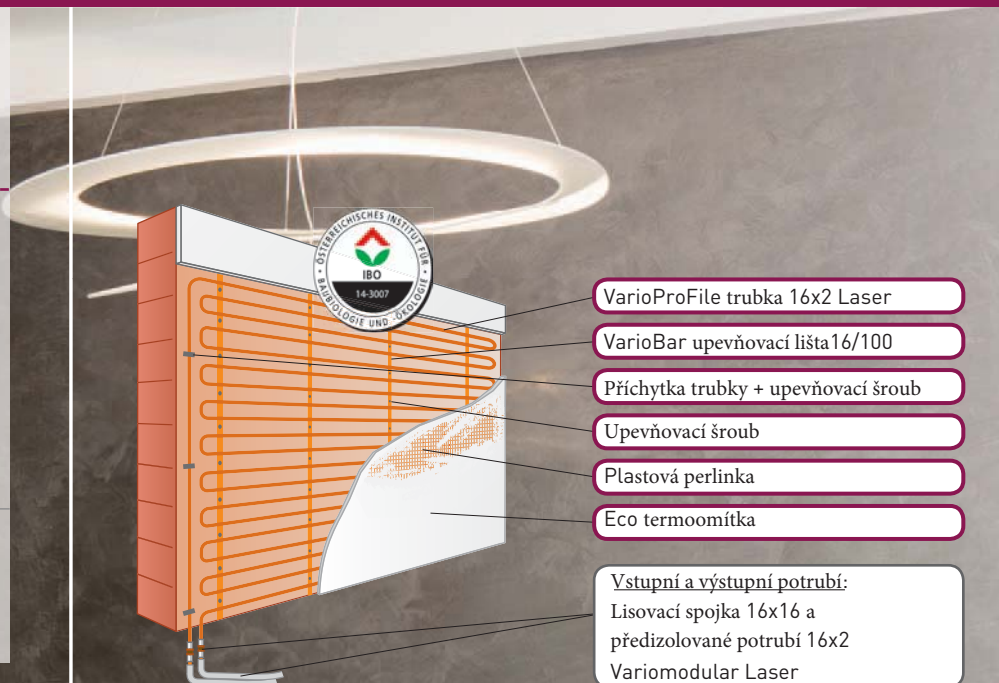 ÖSTERREICHISCHES INSTITUT FÜR
BAUBIOLOGIE UND -ÖKOLOGIE
IBO
14-3007
VarioProFile trubka 16x2 Laser
VarioBar upevňovací lišta16/100
Příchytka trubky + upevňovací šroub
Upevňovací šroub
Plastová perlinka
Eco termoomítka
Vstupní a výstupní potrubí:
Lisovací spojka 16x16 a
předizolované potrubí 16x2
Variomodular Laser